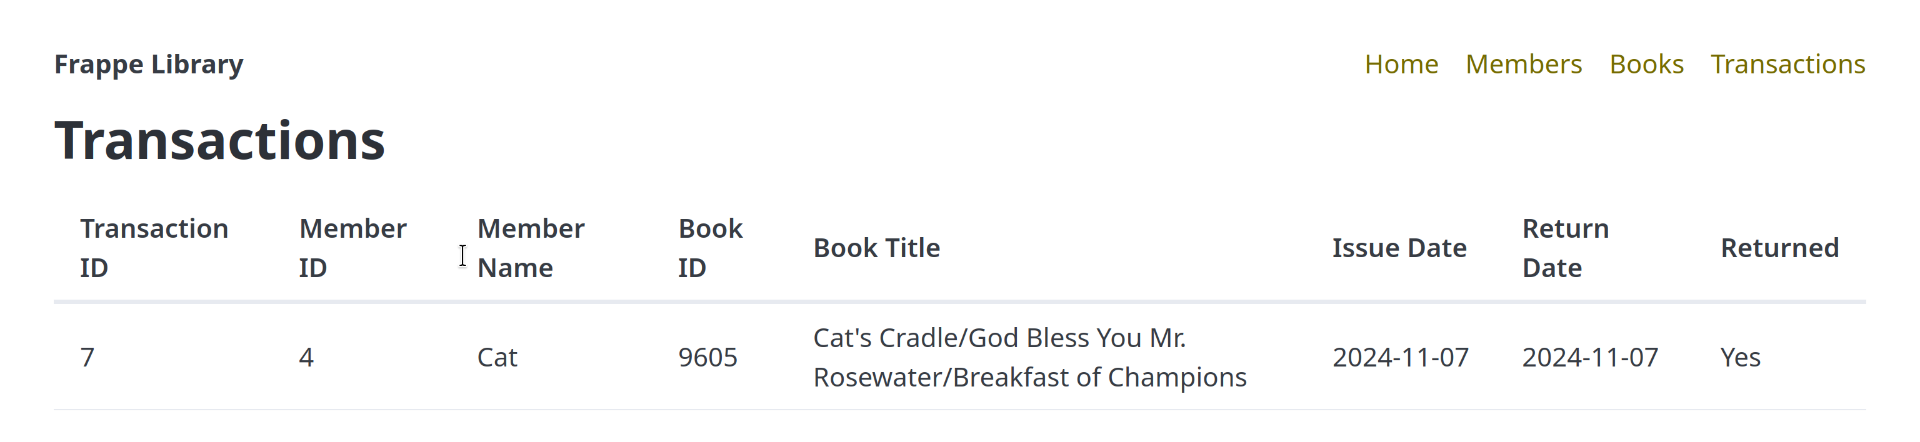 Frappe Library
Home Members Books Transactions
Transactions
Transaction ID Member ID Member Name Book ID Book Title Issue Date Return Date Returned
7 4 Cat 9605 Cat's Cradle/God Bless You Mr. Rosewater/Breakfast of Champions 2024-11-07 2024-11-07 Yes